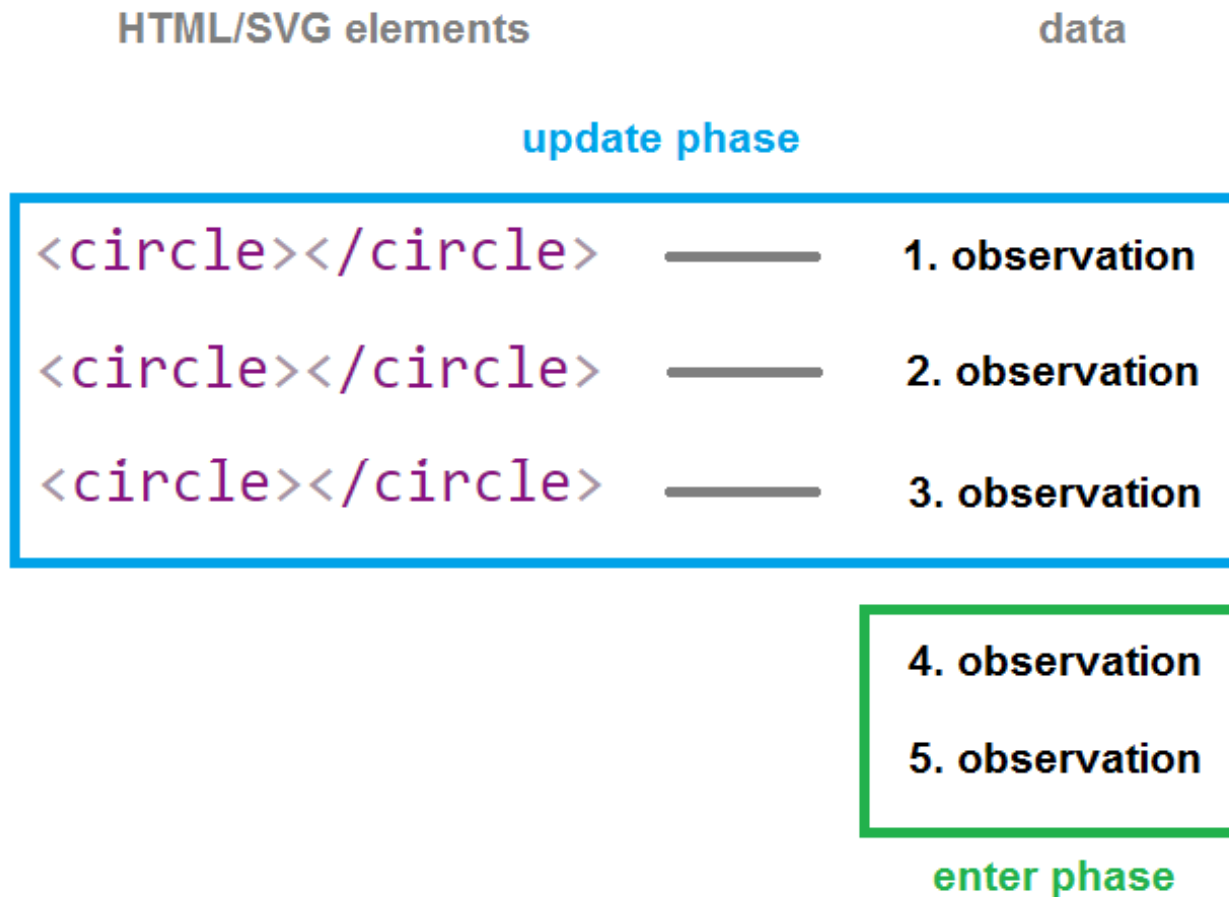 HTML/SVG elements data
update phase
<circle></circle> 1. observation
<circle></circle> 2. observation
<circle></circle> 3. observation
4. observation
5. observation
enter phase